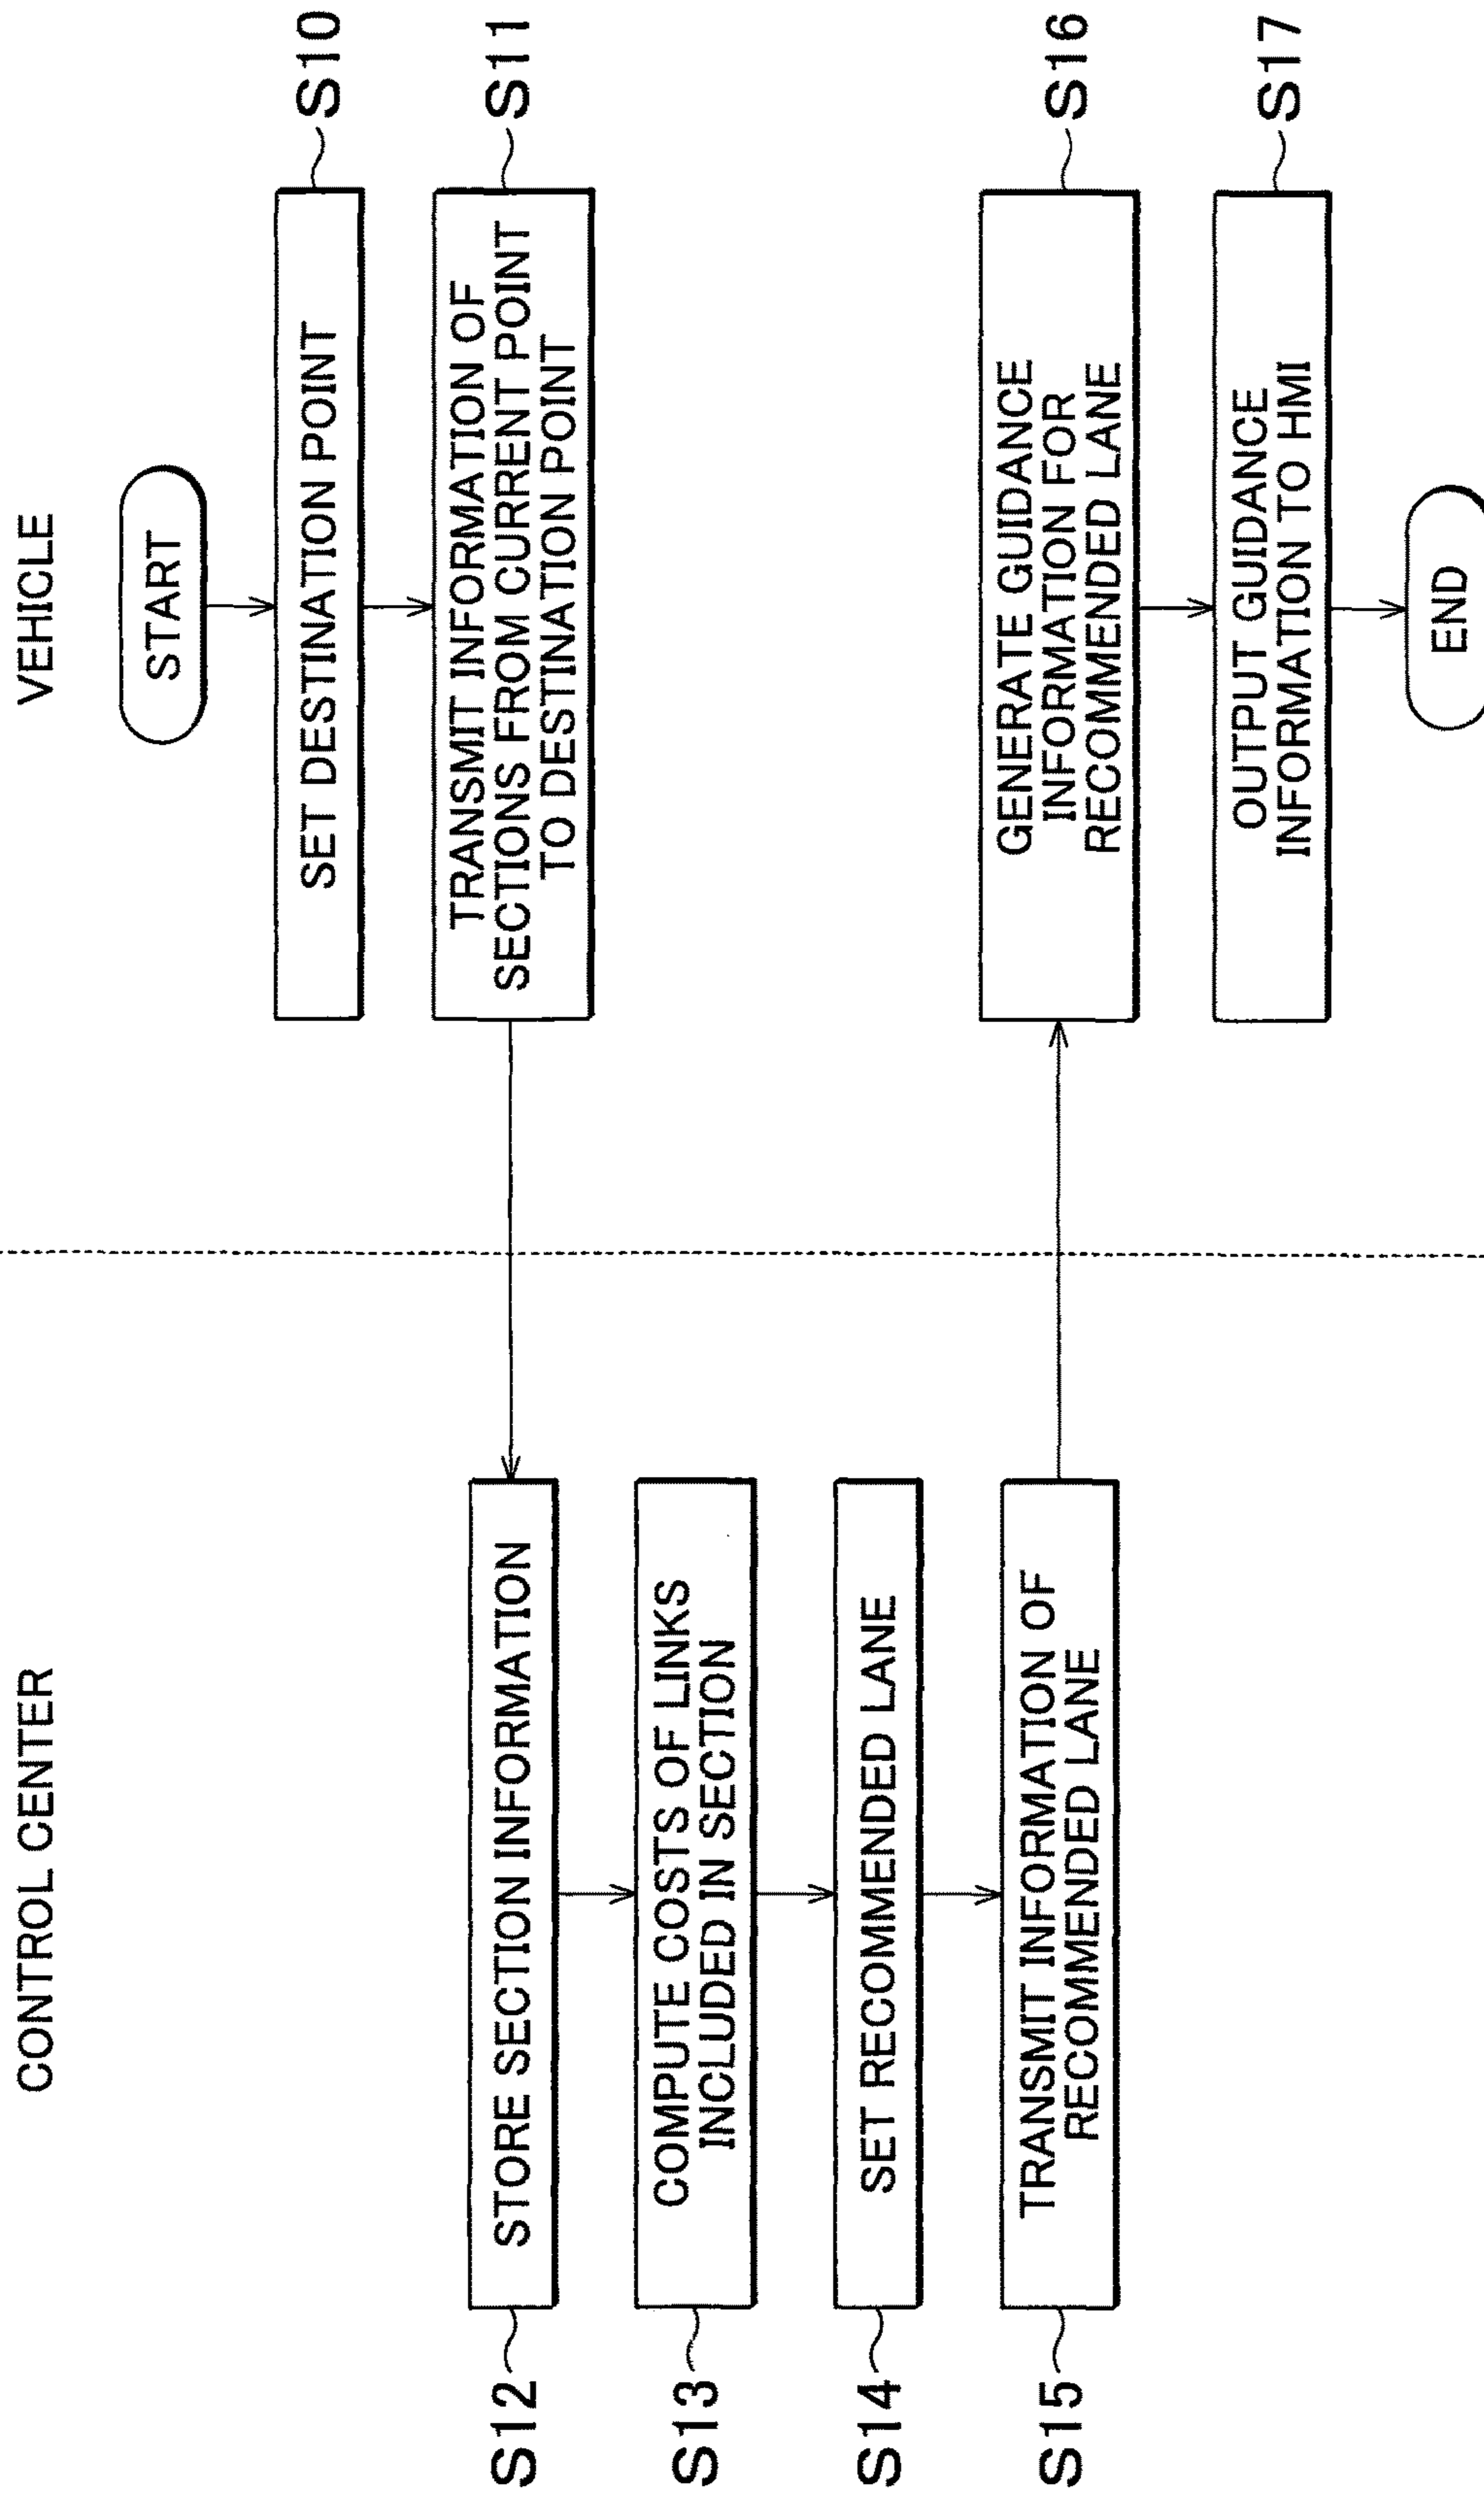 CONTROL CENTER
VEHICLE
START
SET DESTINATION POINT
S10
TRANSMIT INFORMATION OF
SECTIONS FROM CURRENT POINT
TO DESTINATION POINT
S11
S12
STORE SECTION INFORMATION
S13
COMPUTE COSTS OF LINKS
INCLUDED IN SECTION
S14
SET RECOMMENDED LANE
S15
TRANSMIT INFORMATION OF
RECOMMENDED LANE
GENERATE GUIDANCE
INFORMATION FOR
RECOMMENDED LANE
S16
OUTPUT GUIDANCE
INFORMATION TO HMI
S17
END